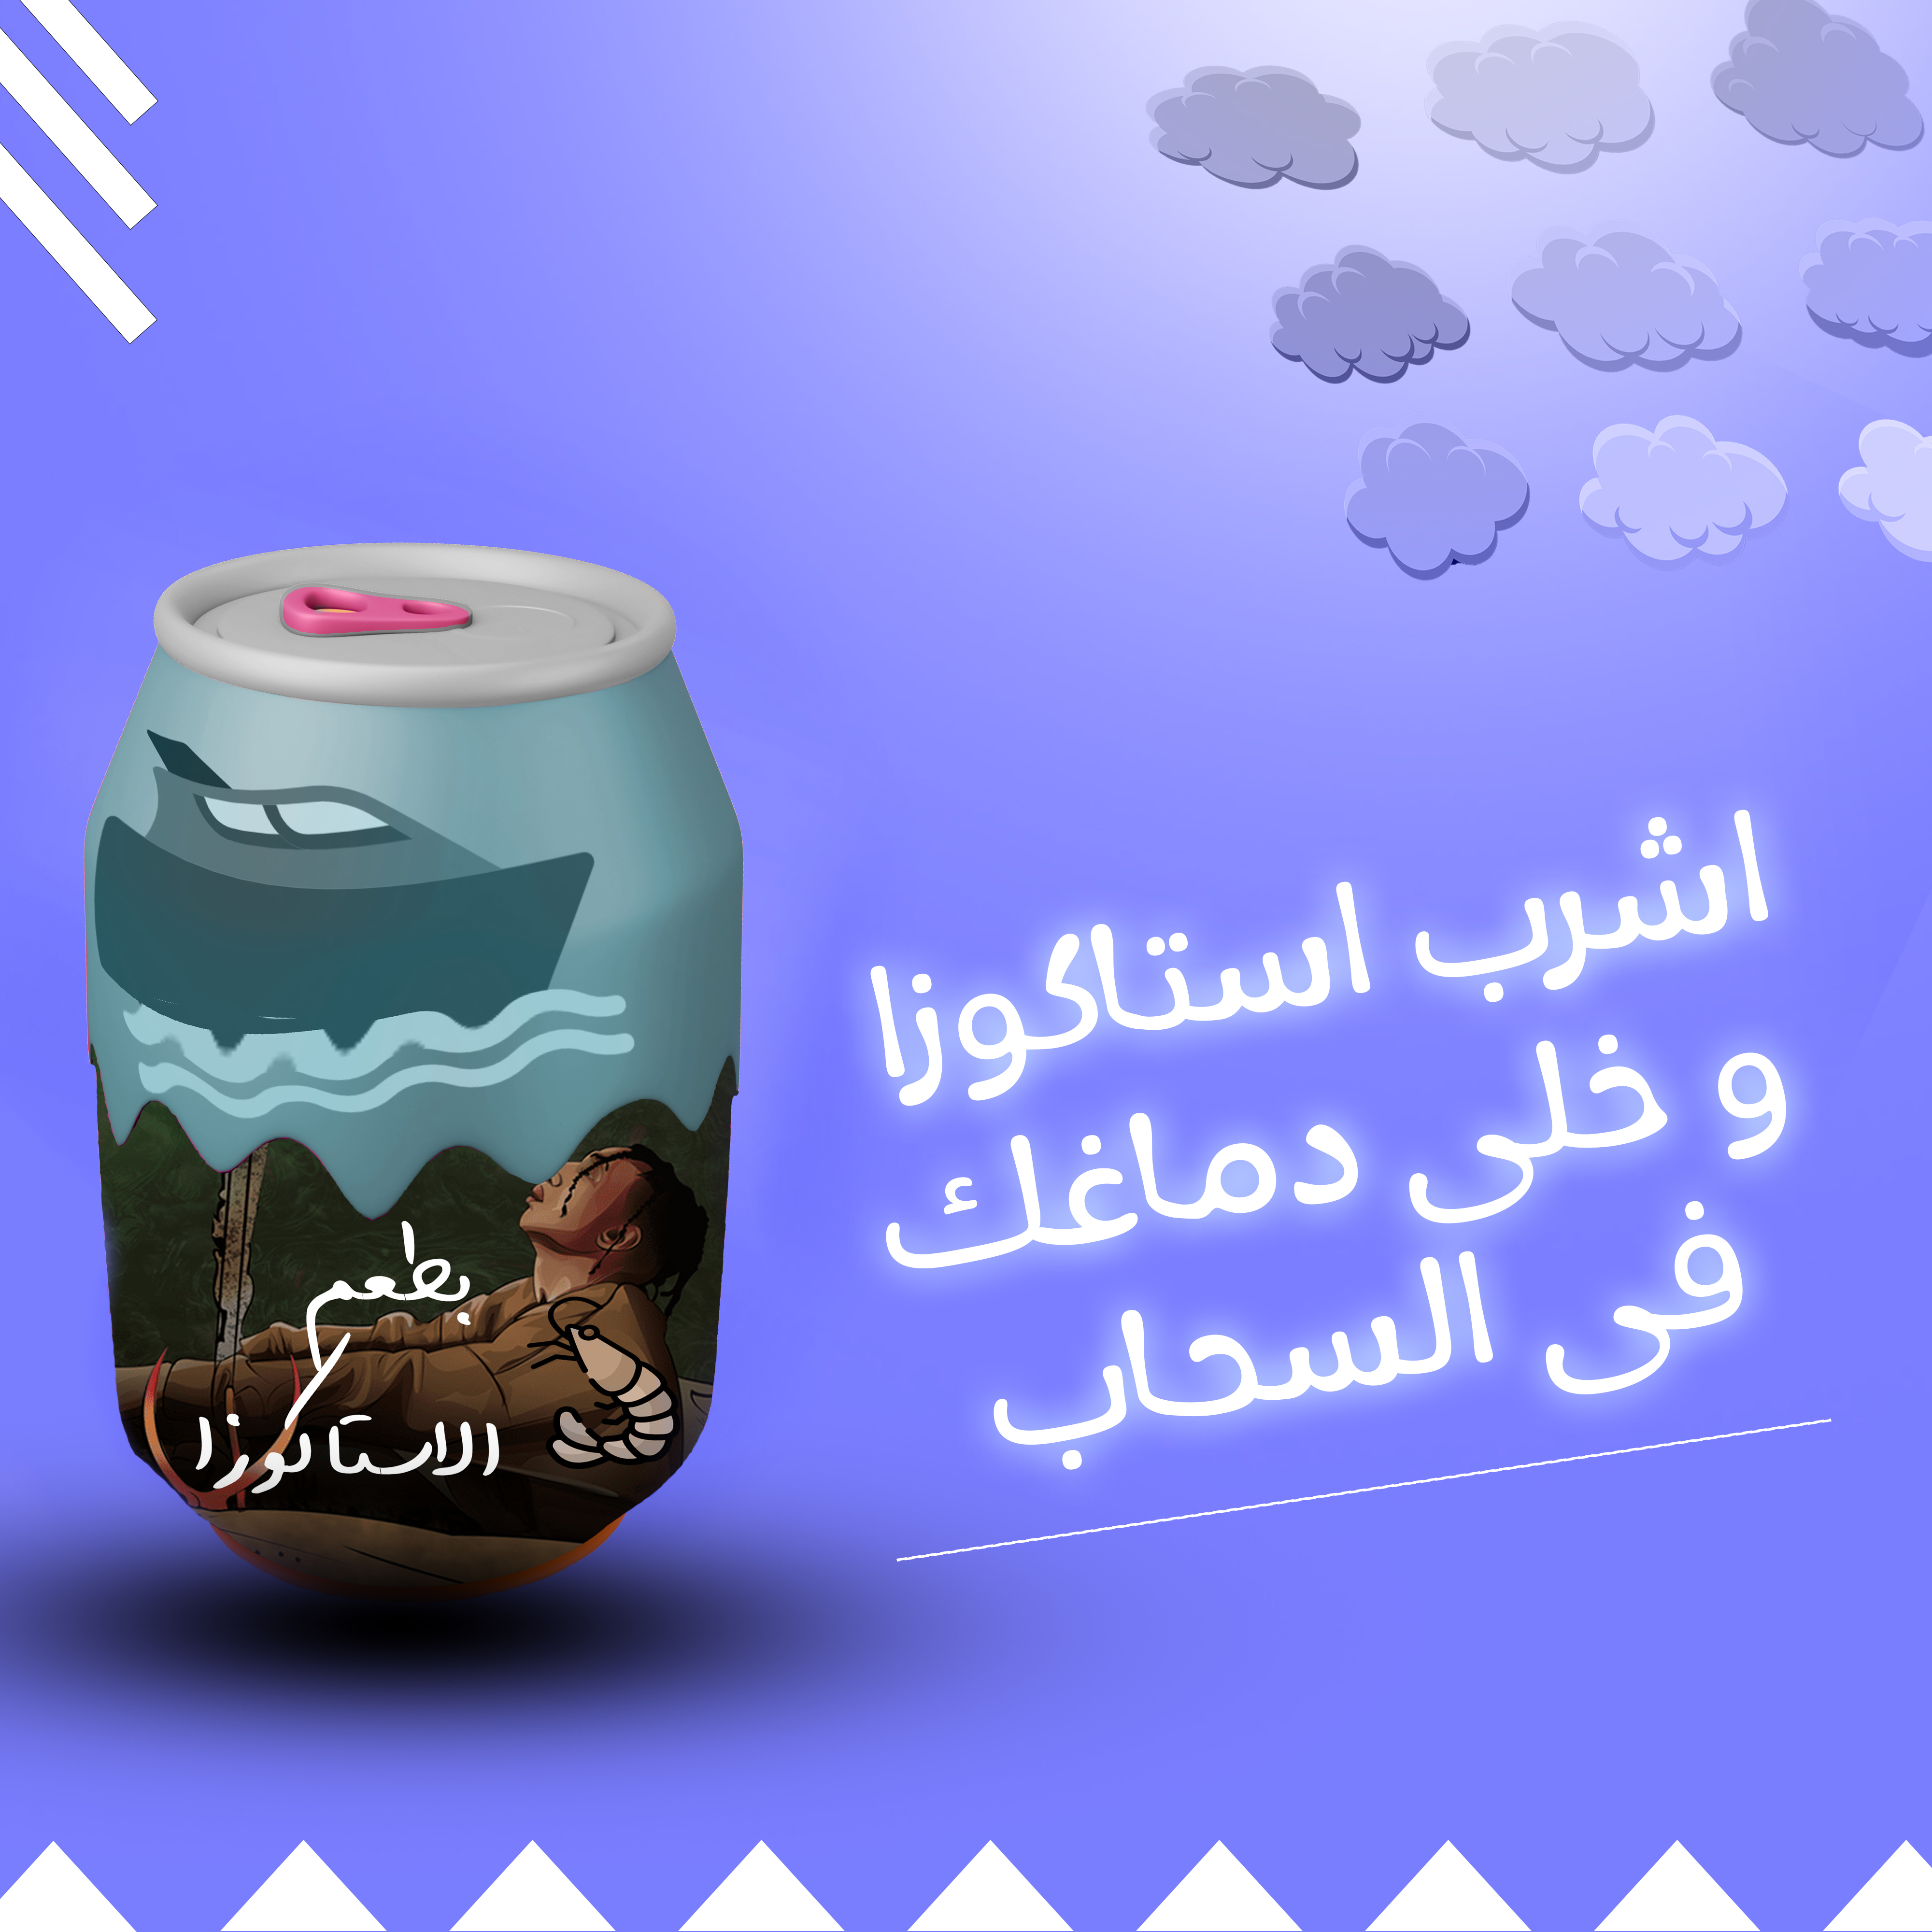 اشرب استاكوزا
و خلى دماغك
فى السحاب
بطعم
الاستاكوزا